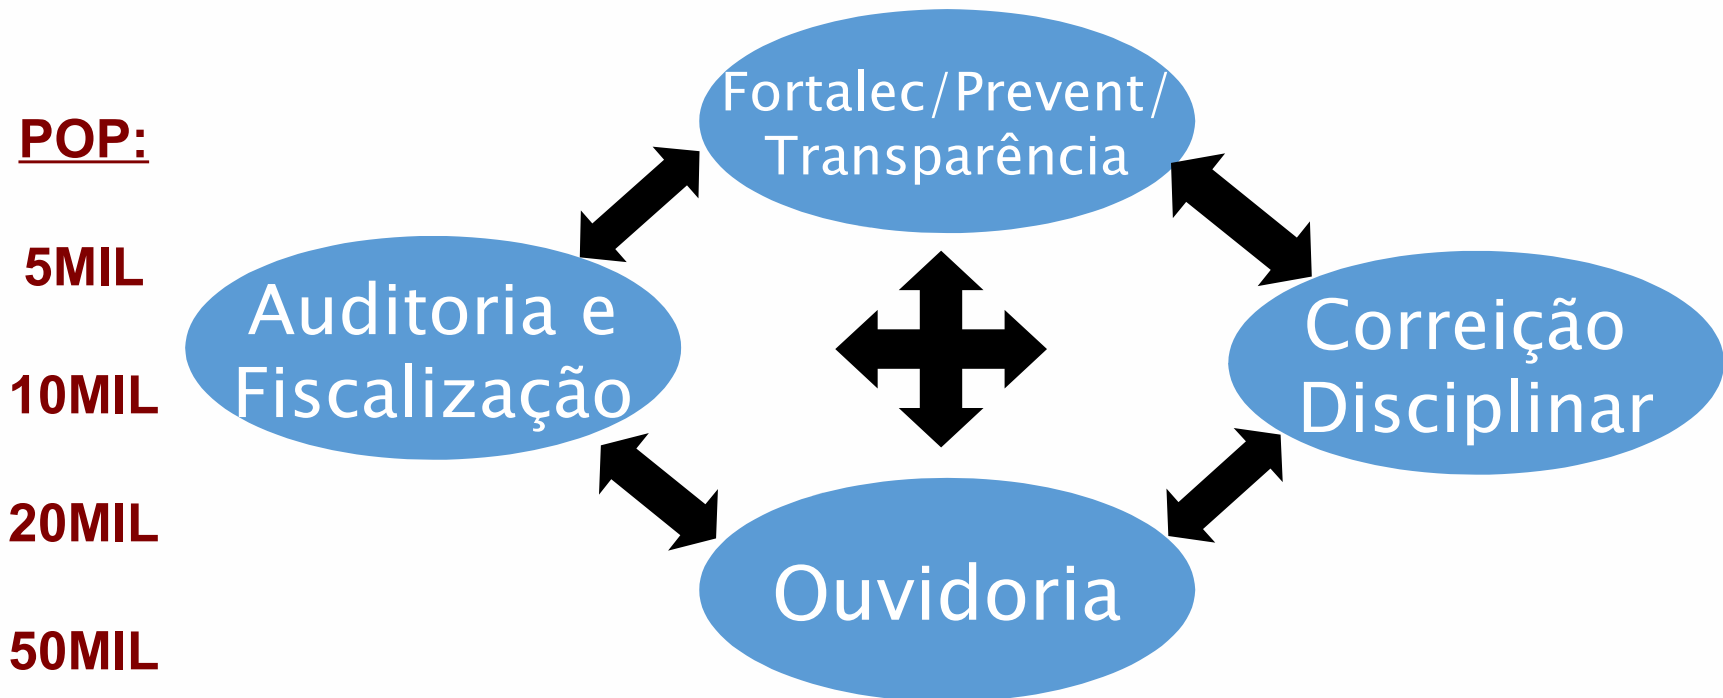 POP:
5MIL
10MIL
20MIL
50MIL
Fortalec/Prevent/
Transparência
Auditoria e
Fiscalização
Correição
Disciplinar
Ouvidoria